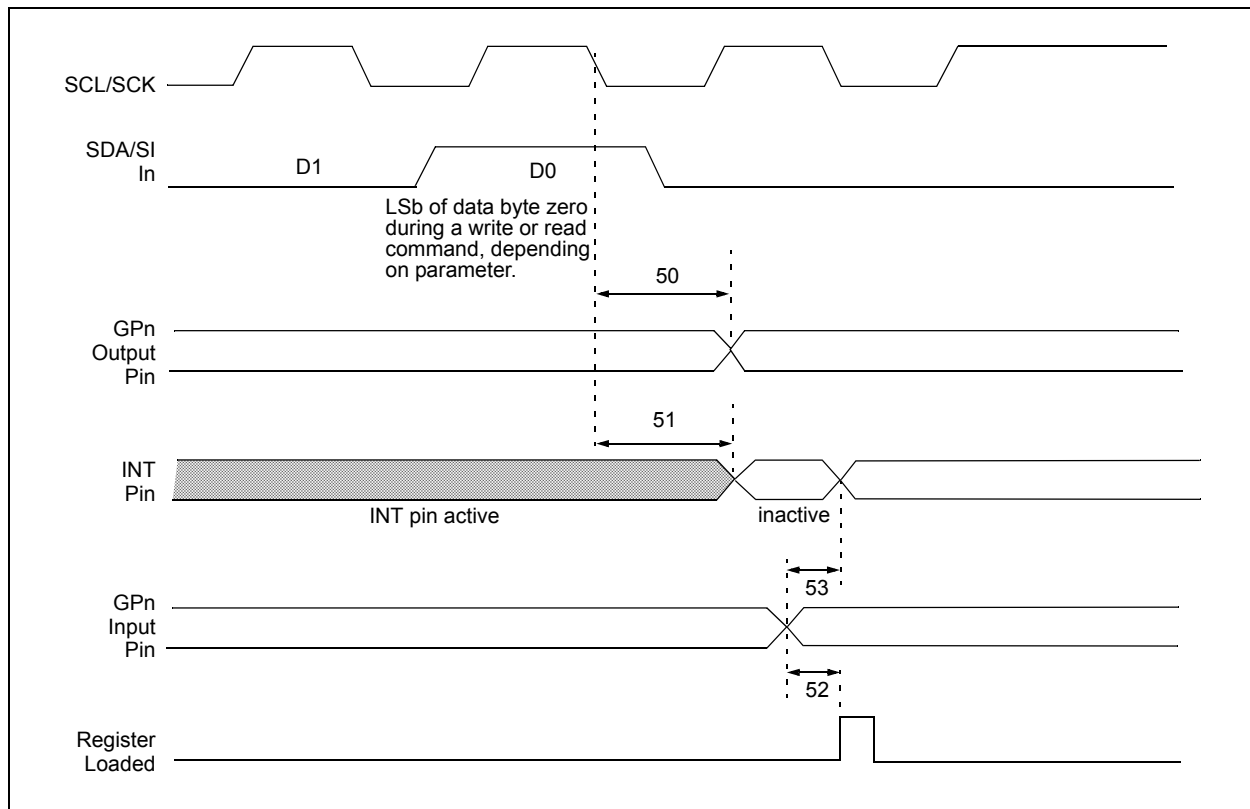 SCL/SCK
SDA/SI
In
D1
D0
LSb of data byte zero
during a write or read
command, depending
on parameter.
50
GPn
Output
Pin
51
INT
Pin
INT pin active
inactive
53
GPn
Input
Pin
52
Register
Loaded